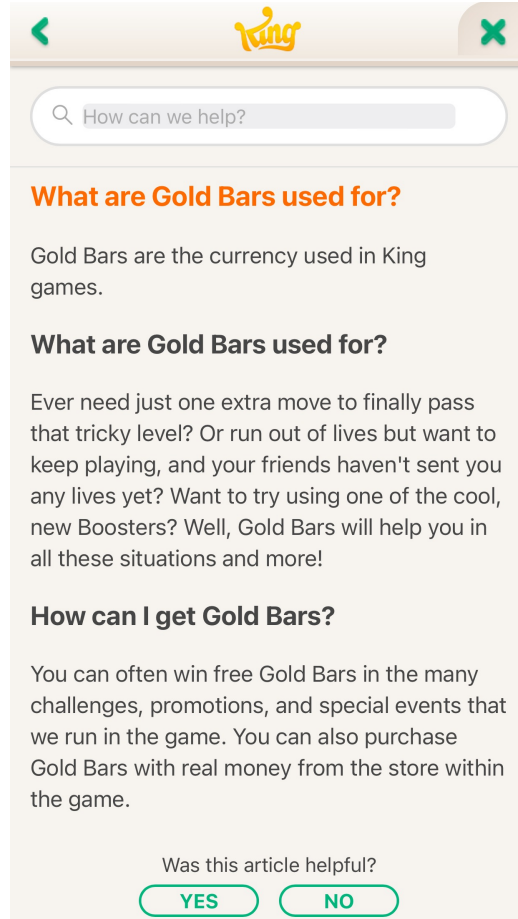 King
How can we help?
What are Gold Bars used for?
Gold Bars are the currency used in King
games.
What are Gold Bars used for?
Ever need just one extra move to finally pass
that tricky level? Or run out of lives but want to
keep playing, and your friends haven't sent you
any lives yet? Want to try using one of the cool,
new Boosters? Well, Gold Bars will help you in
all these situations and more!
How can I get Gold Bars?
You can often win free Gold Bars in the many
challenges, promotions, and special events that
we run in the game. You can also purchase
Gold Bars with real money from the store within
the game.
Was this article helpful?
YES NO